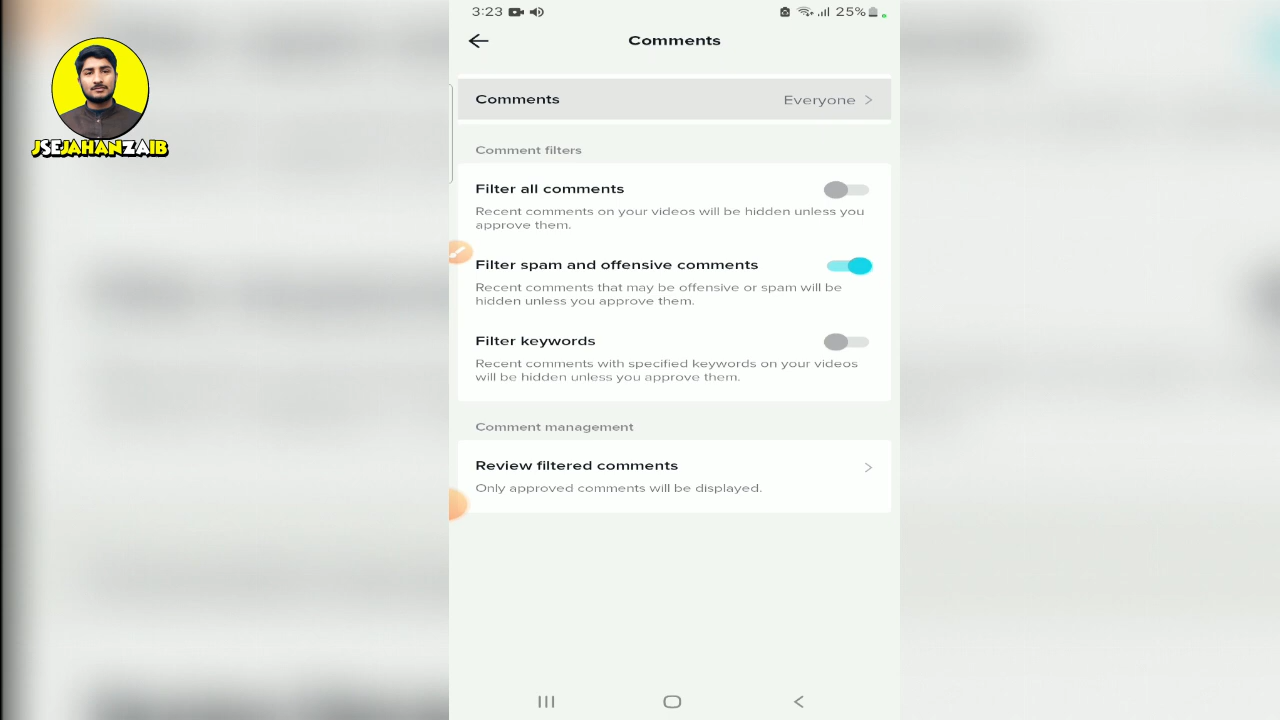 3:23
25%
Comments
JSEJAHANZAIB
Comments
Everyone
Comment filters
Filter all comments
Recent comments on your videos will be hidden unless you
approve them.
Filter spam and offensive comments
Recent comments that may be offensive or spam will be
hidden unless you approve them.
Filter keywords
Recent comments with specified keywords on your videos
will be hidden unless you approve them.
Comment management
Review filtered comments
Only approved comments will be displayed.